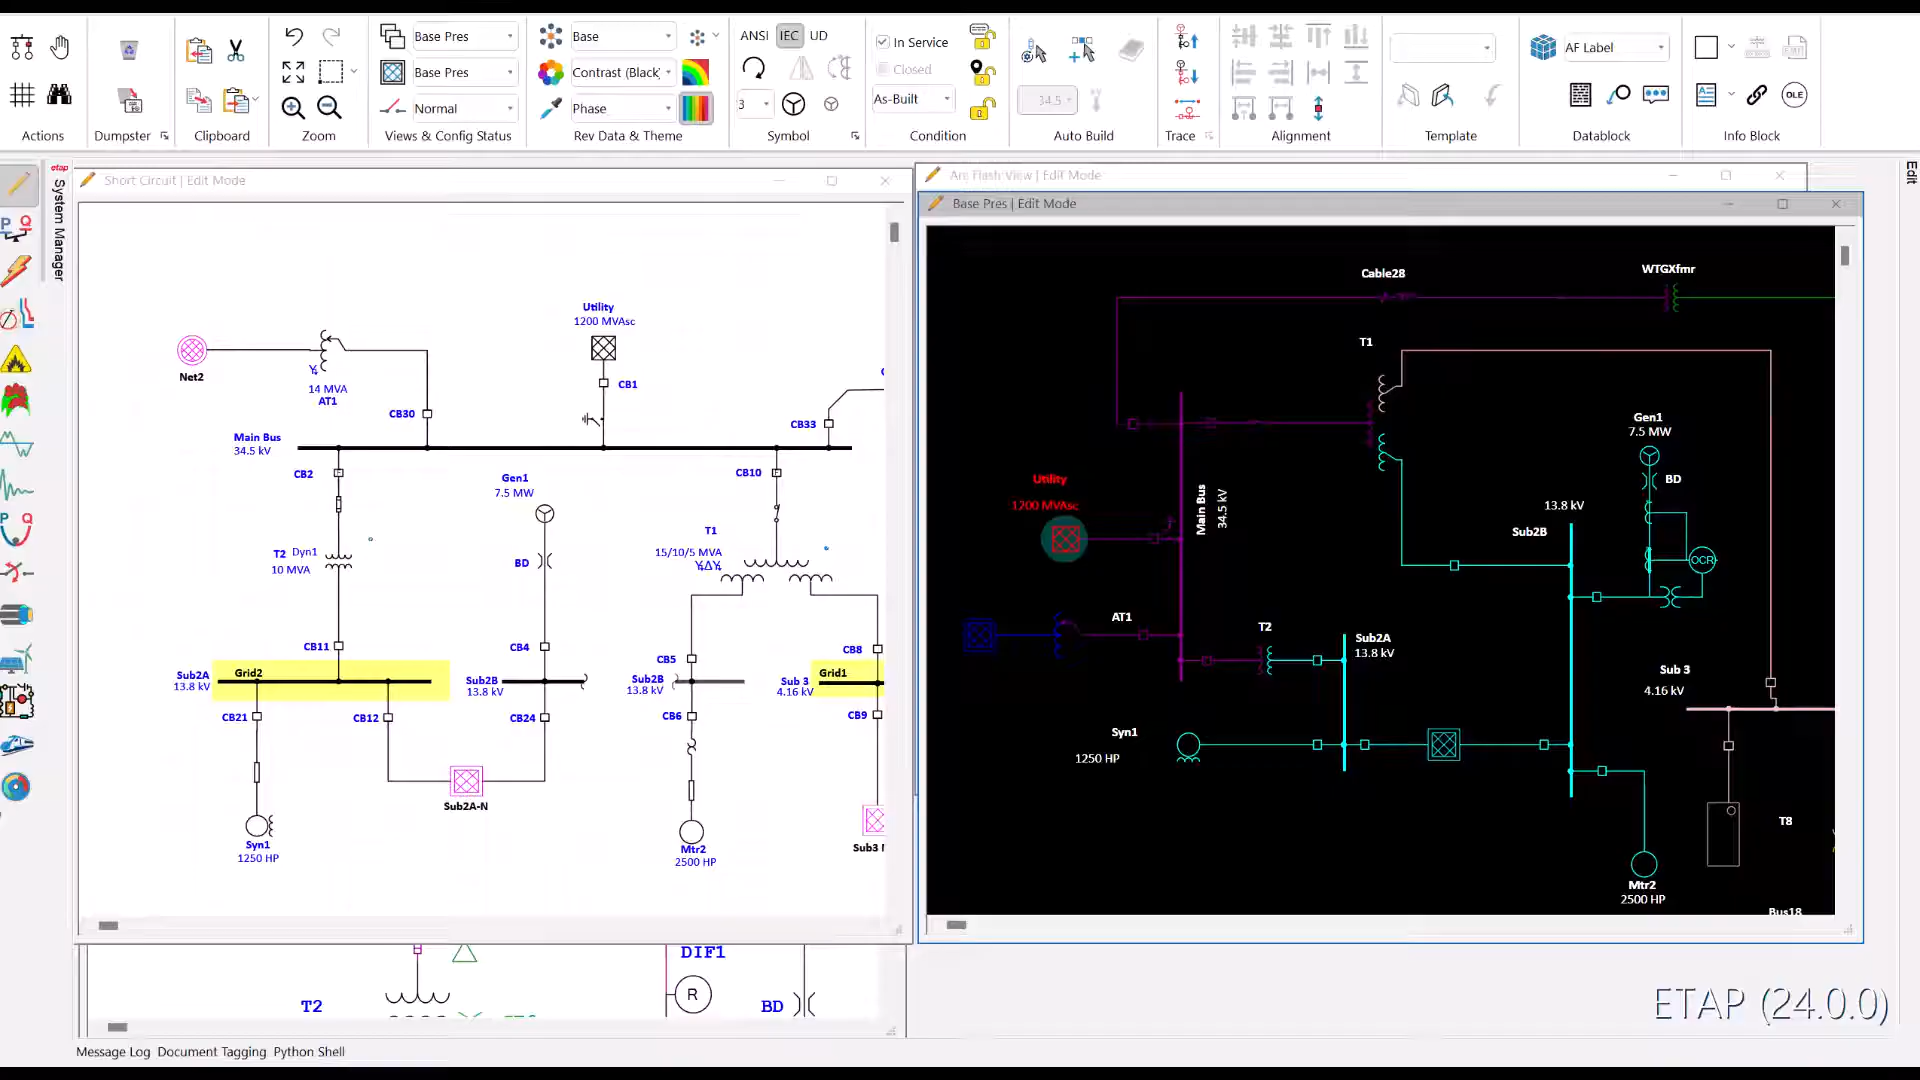 Base Pres
Base
ANSI IEC UD
In Service
AF Label
Base Pres
Contrast (Black
Closed
Normal
Phase
3
As-Built
34.5
OLE
Actions Dumpster Clipboard Zoom Views & Config Status Rev Data & Theme Symbol Condition Auto Build Trace Alignment Template Datablock Info Block
etap
System Manager
Edit
Short Circuit | Edit Mode
Utility
1200 MVAsc
Net2
14 MVA
AT1
CB1
CB30
CB33
Main Bus
34.5 kV
CB2
CB10
Gen1
7.5 MW
T1
15/10/5 MVA
T2 Dyn1
10 MVA
BD
CB11
CB4
CB5
CB8
Sub2A
13.8 kV
Grid2
Sub2B
13.8 kV
Sub2B
13.8 kV
Sub 3
4.16 kV
Grid1
CB21
CB12
CB24
CB6
CB9
Sub2A-N
Syn1
1250 HP
Mtr2
2500 HP
Sub3
T2
DIF1
R
BD
Arc Flash View | Edit Mode
Base Pres | Edit Mode
Cable28
WTGXfmr
T1
Gen1
7.5 MW
BD
Utility
1200 MVAsc
Main Bus
34.5 kV
13.8 kV
Sub2B
OCR
AT1
T2
Sub2A
13.8 kV
Sub 3
4.16 kV
Syn1
1250 HP
T8
Mtr2
2500 HP
Bus18
ETAP (24.0.0)
Message Log Document Tagging Python Shell